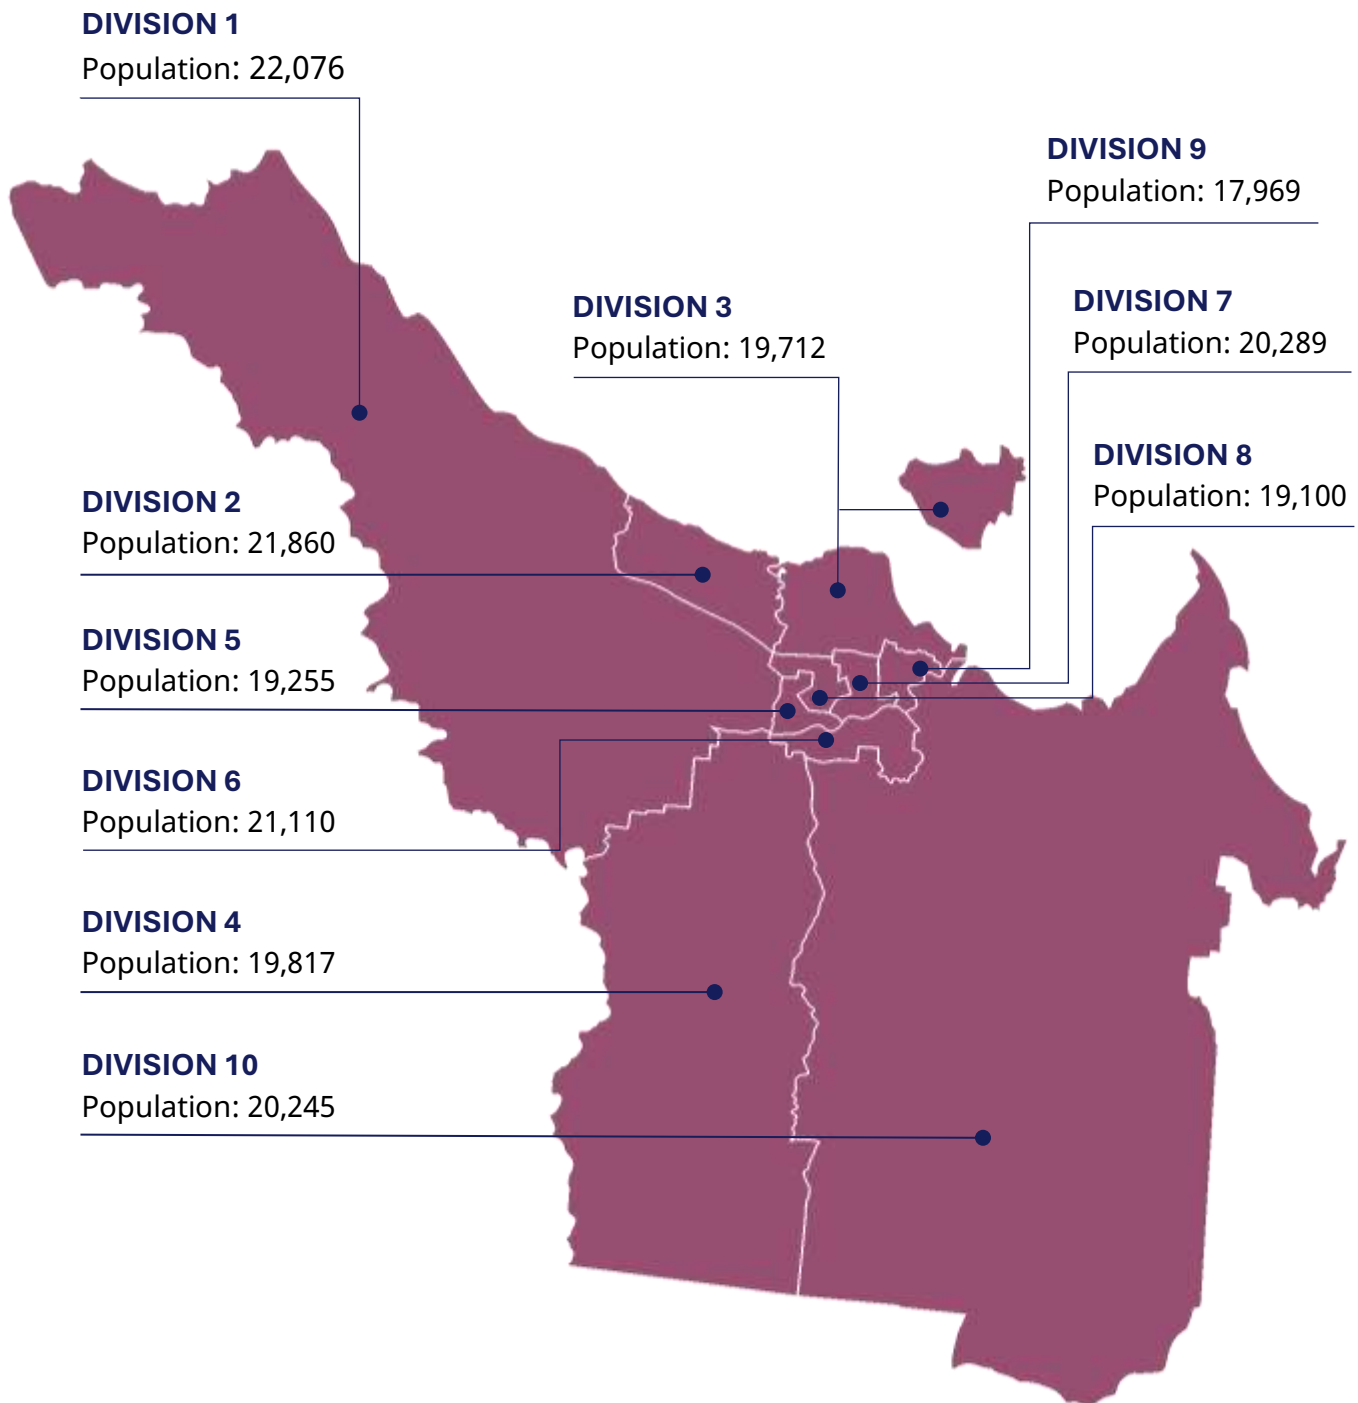 DIVISION 1
Population: 22,076
DIVISION 9
Population: 17,969
DIVISION 3
Population: 19,712
DIVISION 7
Population: 20,289
DIVISION 8
Population: 19,100
DIVISION 2
Population: 21,860
DIVISION 5
Population: 19,255
DIVISION 6
Population: 21,110
DIVISION 4
Population: 19,817
DIVISION 10
Population: 20,245